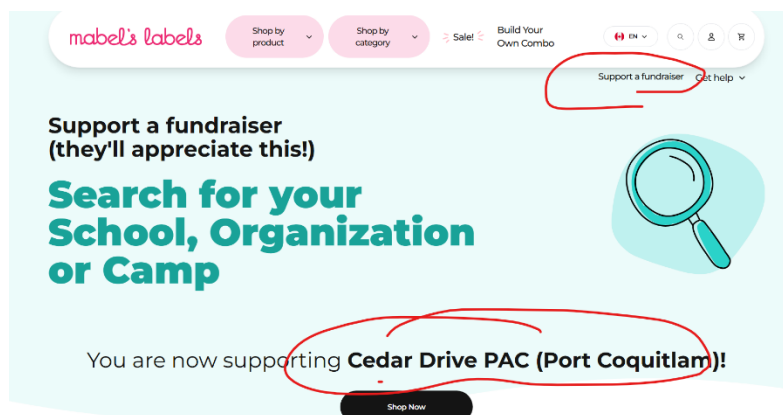 mabel's labels
Shop by
product
Shop by
category
Sale!
Build Your
Own Combo
EN
Support a fundraiser
Get help
Support a fundraiser
(they'll appreciate this!)
Search for your
School, Organization
or Camp
You are now supporting Cedar Drive PAC (Port Coquitlam)!
Shop Now